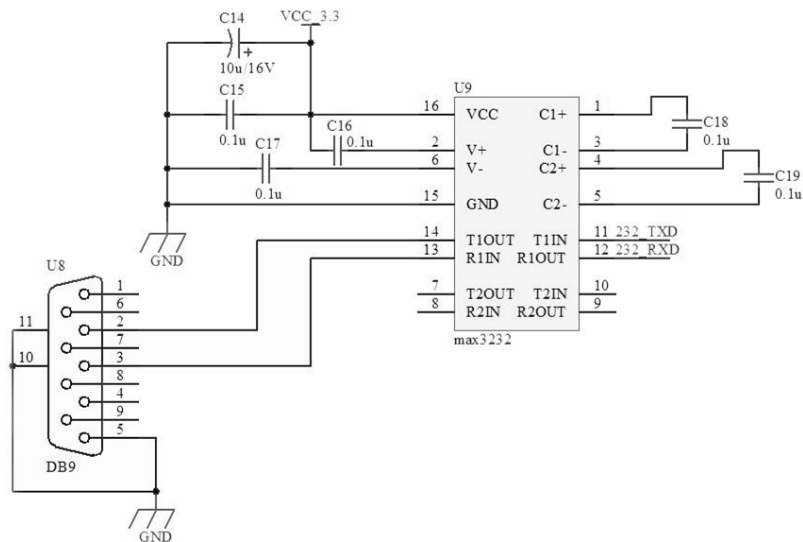 C14
VCC_3.3
10u/16V
C15
0.1u
C16
0.1u
C17
0.1u
GND
U9
16 VCC C1+ 1
2 V+ C1- 3
6 V- C2+ 4
15 GND C2- 5
14 T1OUT T1IN 11 232_TXD
13 R1IN R1OUT 12 232_RXD
7 T2OUT T2IN 10
8 R2IN R2OUT 9
max3232
C18
0.1u
C19
0.1u
U8
1
6
11 2
7
10 3
8
4
9
5
DB9
GND